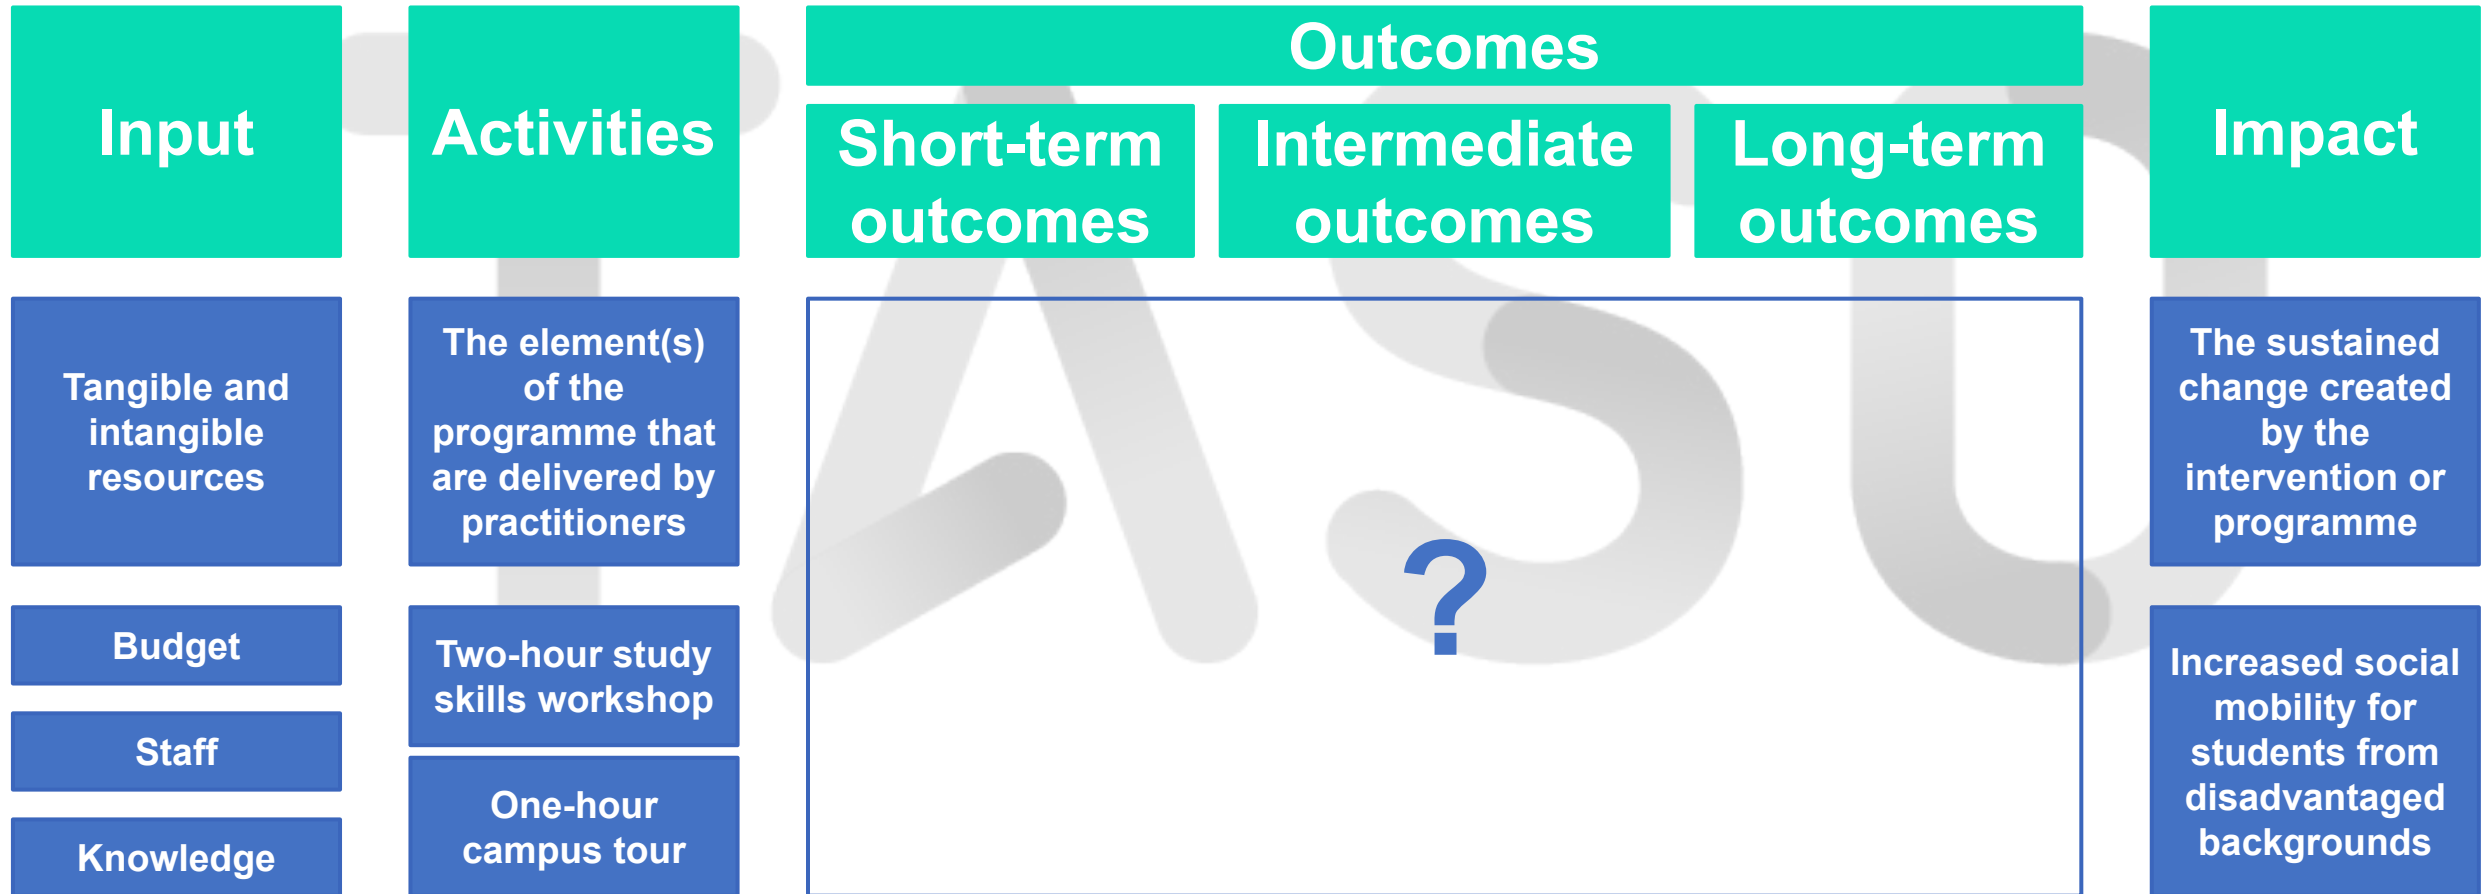 Input
Activities
Outcomes
Short-term
outcomes
Intermediate
outcomes
Long-term
outcomes
Impact
Tangible and
intangible
resources
The element(s)
of the
programme that
are delivered by
practitioners
The sustained
change created
by the
intervention or
programme
?
Budget
Staff
Knowledge
Two-hour study
skills workshop
One-hour
campus tour
Increased social
mobility for
students from
disadvantaged
backgrounds
TASO